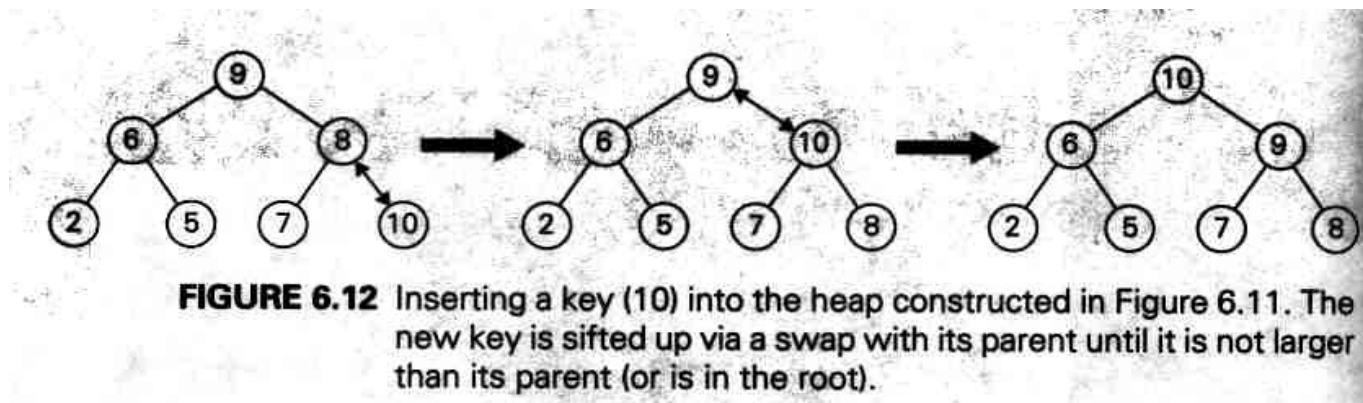 9 9 10
6 8 6 10 6 9
2 5 7 10 2 5 7 8 2 5 7 8
FIGURE 6.12 Inserting a key (10) into the heap constructed in Figure 6.11. The
new key is sifted up via a swap with its parent until it is not larger
than its parent (or is in the root).